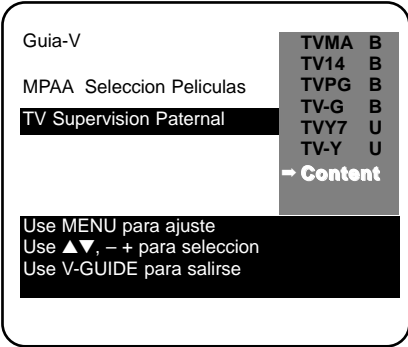 Guia-V
MPAA Seleccion Peliculas
TV Supervision Paternal
TVMA B
TV14 B
TVPG B
TV-G B
TVY7 U
TV-Y U
➡ Content
Use MENU para ajuste
Use ▲▼, – + para seleccion
Use V-GUIDE para salirse